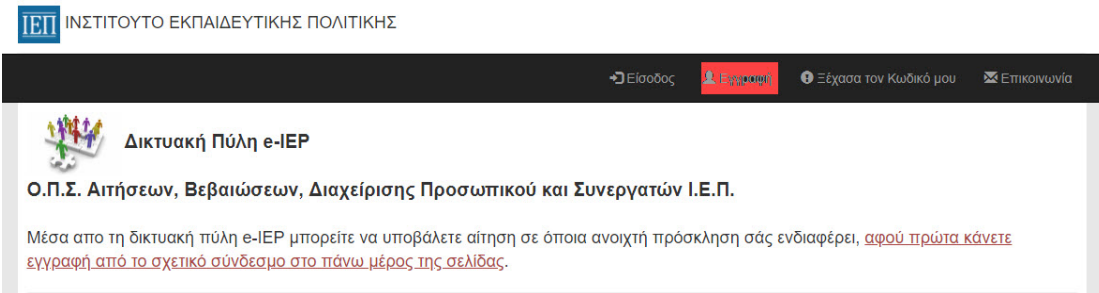 ΙΕΠ ΙΝΣΤΙΤΟΥΤΟ ΕΚΠΑΙΔΕΥΤΙΚΗΣ ΠΟΛΙΤΙΚΗΣ
Είσοδος Εγγραφή Ξέχασα τον Κωδικό μου Επικοινωνία
Δικτυακή Πύλη e-IEP
Ο.Π.Σ. Αιτήσεων, Βεβαιώσεων, Διαχείρισης Προσωπικού και Συνεργατών Ι.Ε.Π.
Μέσα απο τη δικτυακή πύλη e-IEP μπορείτε να υποβάλετε αίτηση σε όποια ανοιχτή πρόσκληση σάς ενδιαφέρει, αφού πρώτα κάνετε
εγγραφή από το σχετικό σύνδεσμο στο πάνω μέρος της σελίδας.